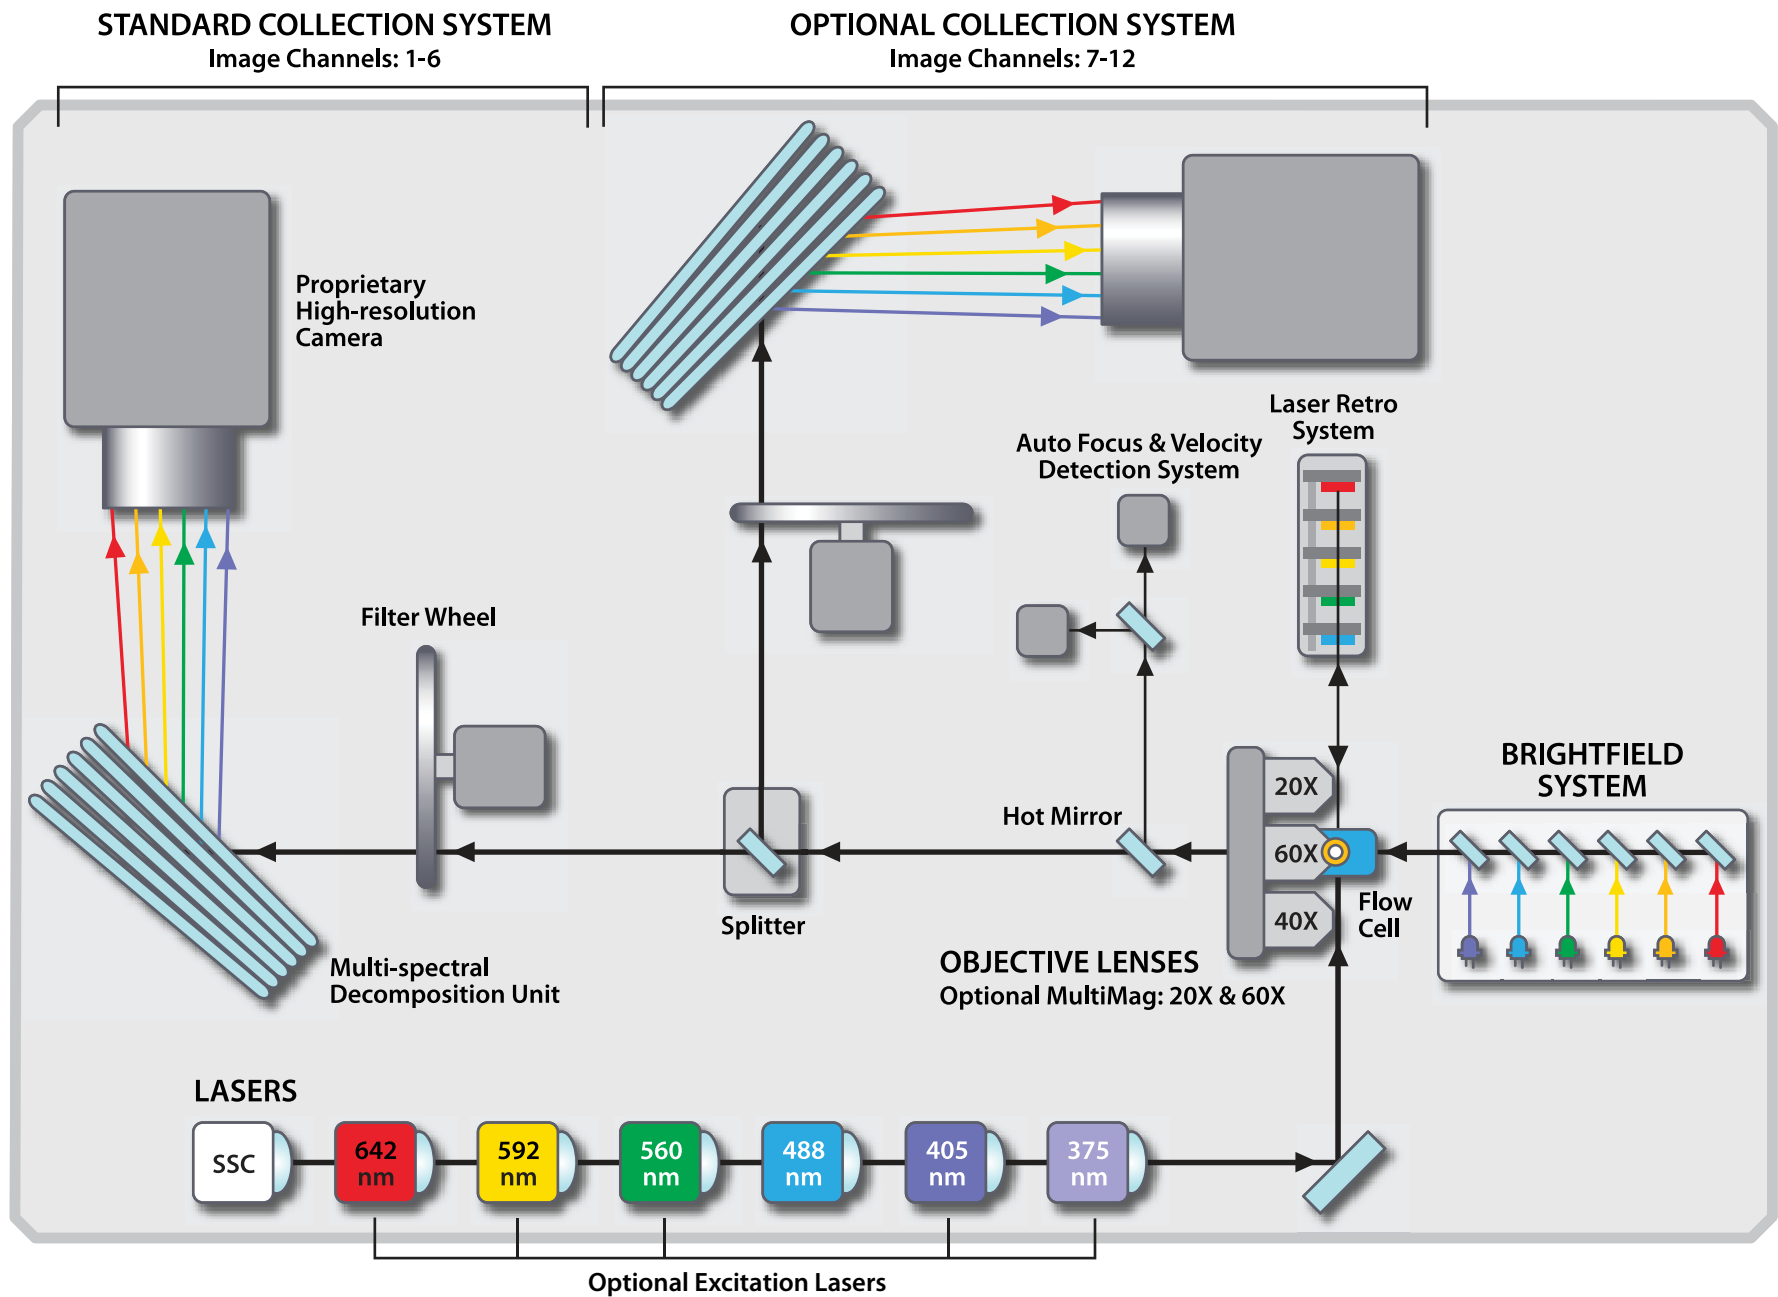 STANDARD COLLECTION SYSTEM
Image Channels: 1-6
OPTIONAL COLLECTION SYSTEM
Image Channels: 7-12
Proprietary
High-resolution
Camera
Laser Retro
System
Auto Focus & Velocity
Detection System
Filter Wheel
BRIGHTFIELD
SYSTEM
Hot Mirror
20X
60X
40X
Flow
Cell
Splitter
OBJECTIVE LENSES
Optional MultiMag: 20X & 60X
Multi-spectral
Decomposition Unit
LASERS
SSC
642
nm
592
nm
560
nm
488
nm
405
nm
375
nm
Optional Excitation Lasers